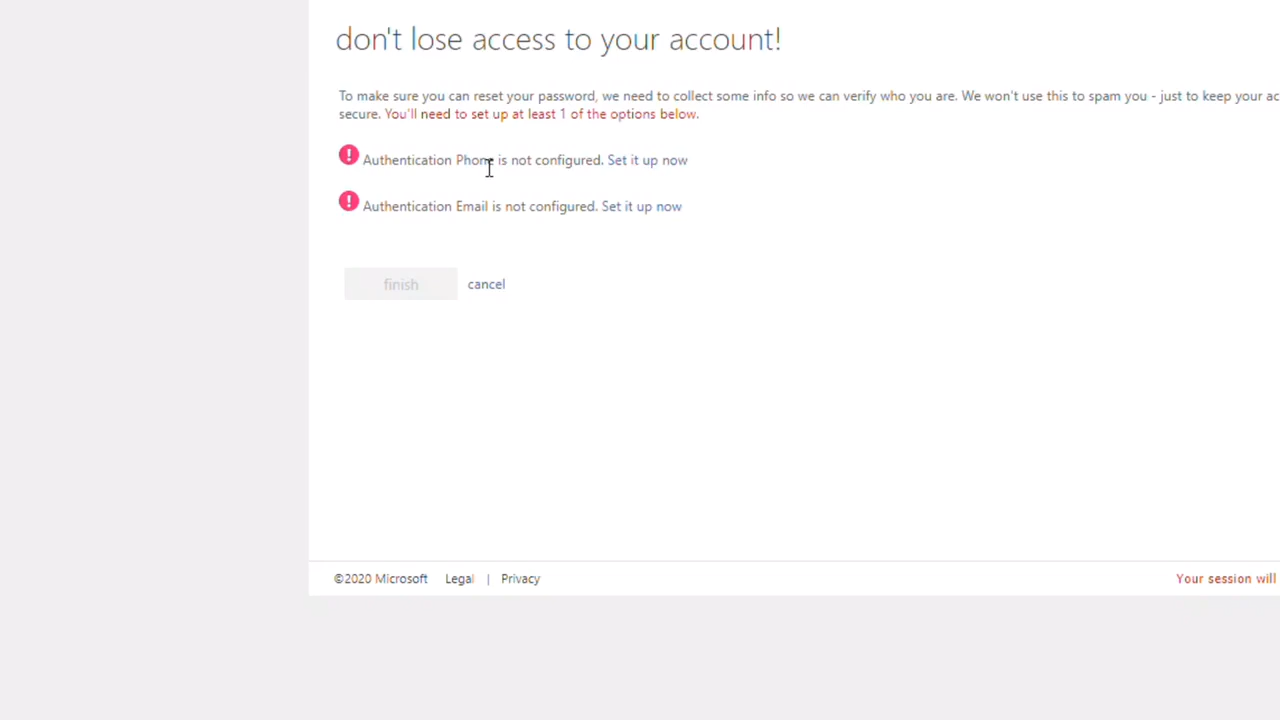 don't lose access to your account!
To make sure you can reset your password, we need to collect some info so we can verify who you are. We won't use this to spam you - just to keep your ac
secure. You'll need to set up at least 1 of the options below.
! Authentication Phone is not configured. Set it up now
! Authentication Email is not configured. Set it up now
finish cancel
©2020 Microsoft Legal | Privacy Your session will